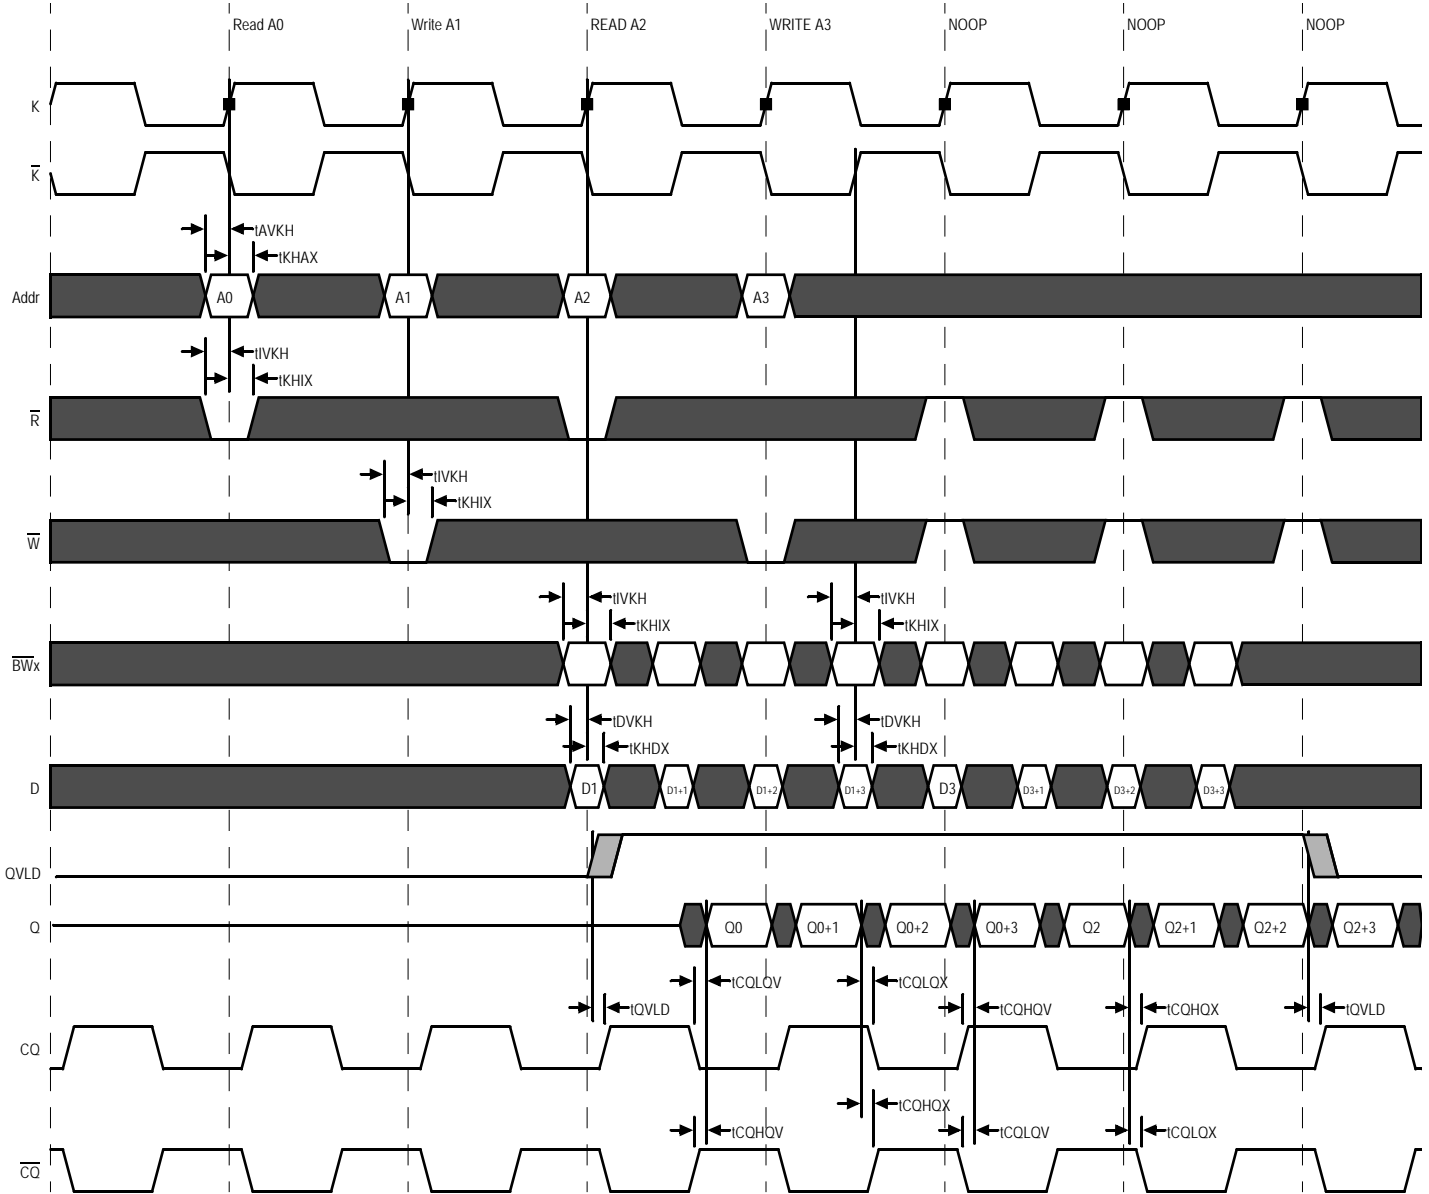 Read A0 Write A1 READ A2 WRITE A3 NOOP NOOP NOOP
K
K̅
tAVKH
tKHAX
Addr A0 A1 A2 A3
tIVKH
tKHIX
R̅
tIVKH
tKHIX
W̅
tIVKH tIVKH
tKHIX tKHIX
B̅W̅x
tDVKH tDVKH
tKHDX tKHDX
D D1 D1+1 D1+2 D1+3 D3 D3+1 D3+2 D3+3
QVLD
Q Q0 Q0+1 Q0+2 Q0+3 Q2 Q2+1 Q2+2 Q2+3
tCQLQV tCQLQX
tQVLD tCQHQV tCQHQX tQVLD
CQ
tCQHQX
tCQHQV tCQLQV tCQLQX
C̅Q̅